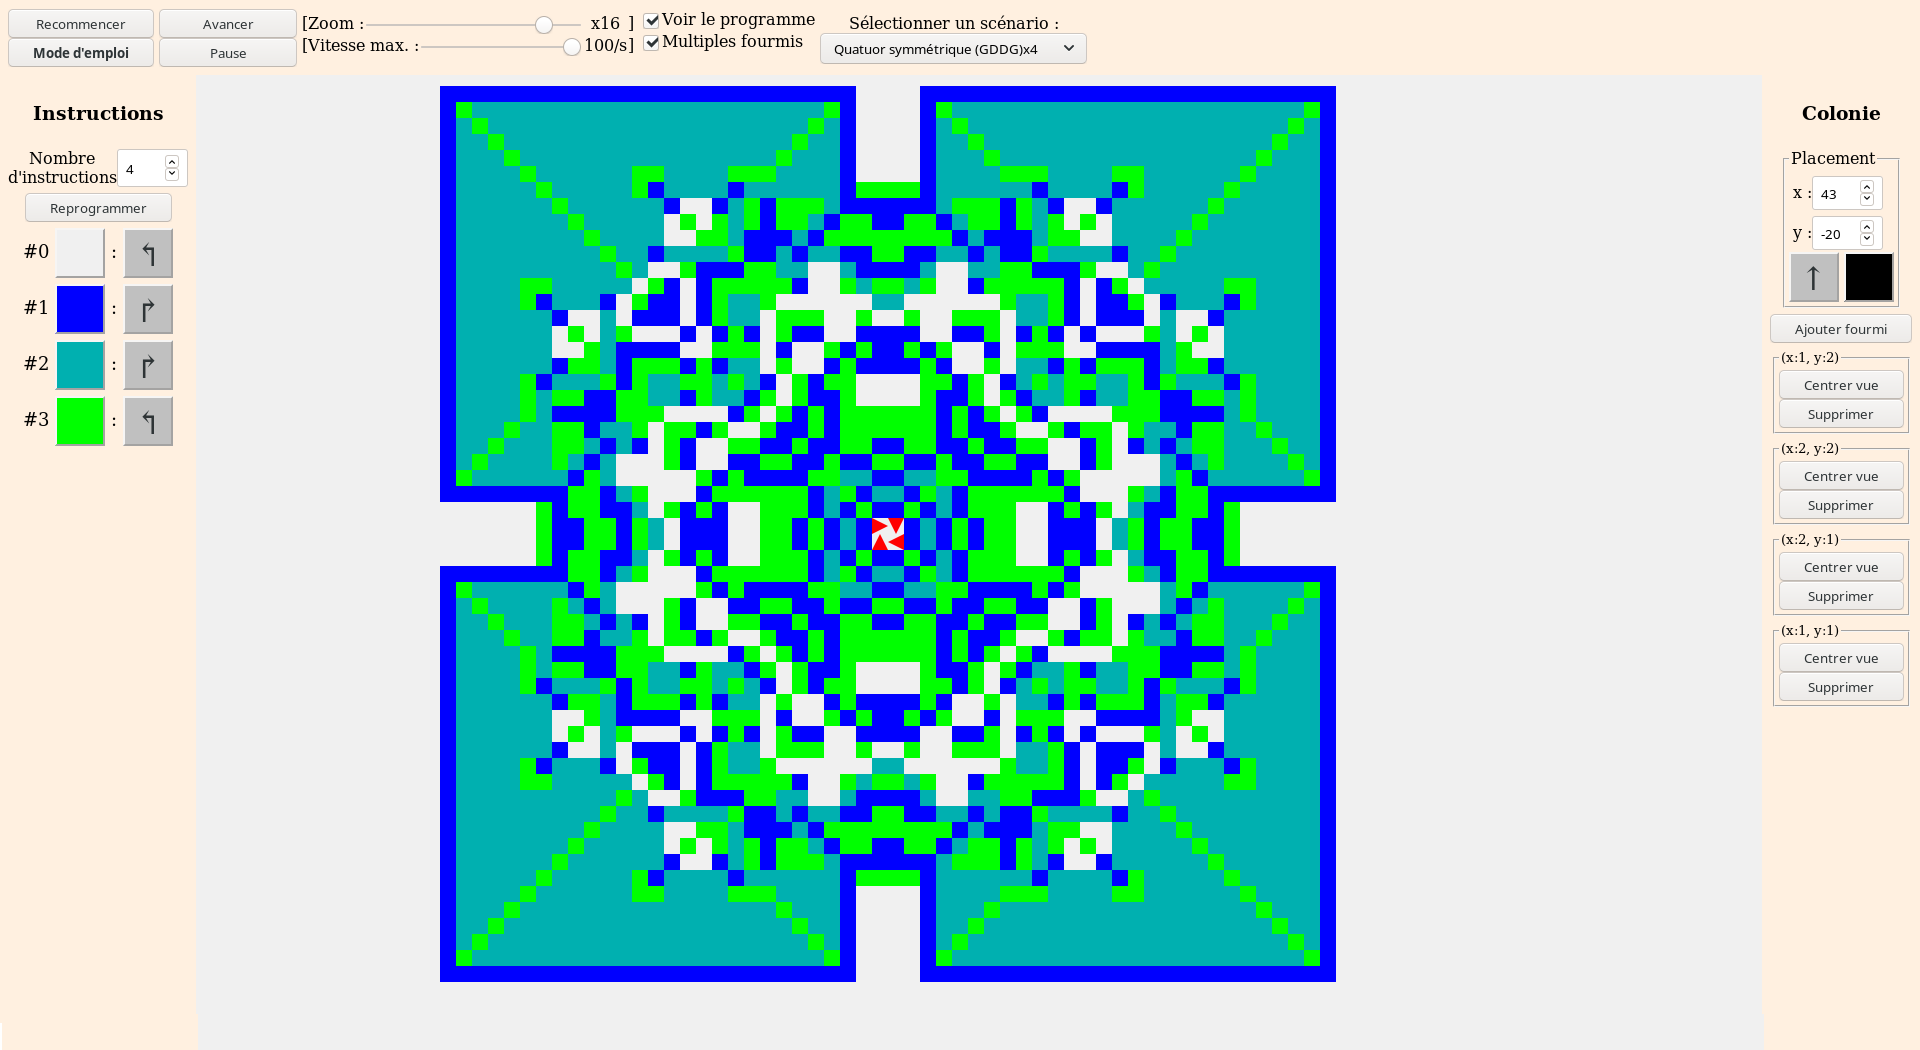 Recommencer
Avancer
[Zoom :
x16 ]
Voir le programme
Sélectionner un scénario :
Mode d'emploi
Pause
[Vitesse max. :
100/s]
Multiples fourmis
Quatuor symmétrique (GDDG)x4
Instructions
Nombre
d'instructions
4
Reprogrammer
#0 : ↰
#1 : ↱
#2 : ↱
#3 : ↰
Colonie
Placement
x : 43
y : -20
↑
Ajouter fourmi
(x:1, y:2)
Centrer vue
Supprimer
(x:2, y:2)
Centrer vue
Supprimer
(x:2, y:1)
Centrer vue
Supprimer
(x:1, y:1)
Centrer vue
Supprimer